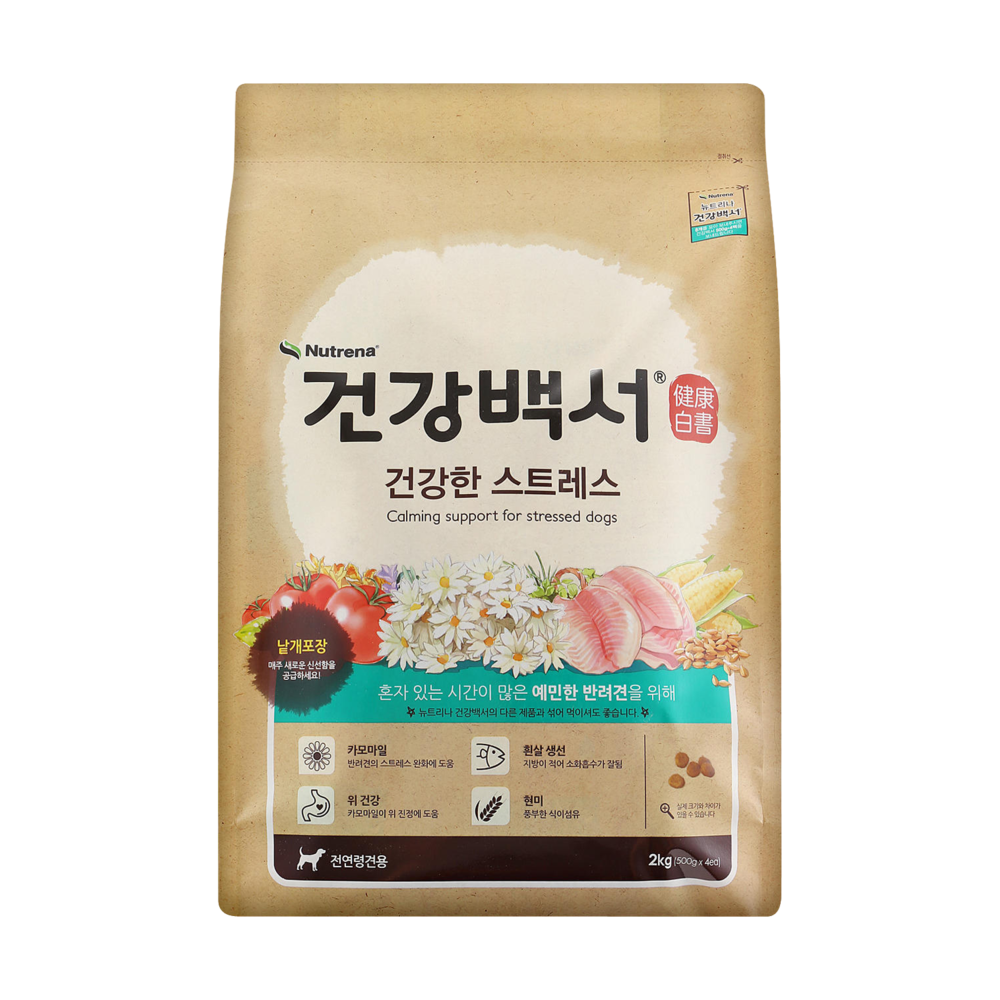 절취선
Nutrena
뉴트리나
건강백서
Nutrena®
건강백서®
健康
白書
건강한 스트레스
Calming support for stressed dogs
낱개포장
매주 새로운 신선함을
공급하세요!
혼자 있는 시간이 많은 예민한 반려견을 위해
뉴트리나 건강백서의 다른 제품과 섞어 먹이셔도 좋습니다.
카모마일
반려견의 스트레스 완화에 도움
흰살 생선
지방이 적어 소화흡수가 잘됨
위 건강
카모마일이 위 진정에 도움
현미
풍부한 식이섬유
실제 크기와 차이가
있을 수 있습니다
전연령견용
2kg (500g x 4ea)